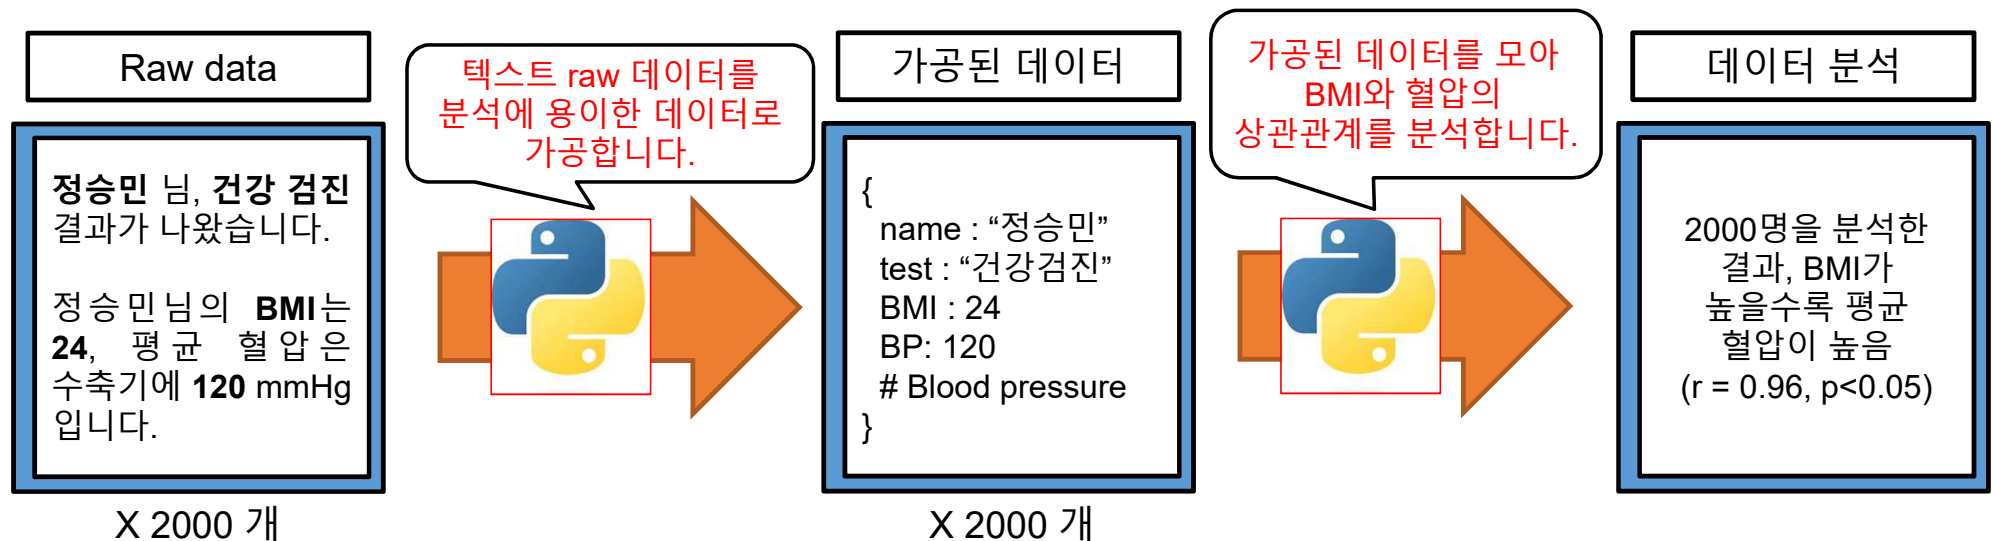 Raw data
정승민 님, 건강 검진
결과가 나왔습니다.
정승민님의 BMI는
24, 평균 혈압은
수축기에 120 mmHg
입니다.
X 2000 개
텍스트 raw 데이터를
분석에 용이한 데이터로
가공합니다.
가공된 데이터
{
name : “정승민”
test : “건강검진”
BMI : 24
BP: 120
# Blood pressure
}
X 2000 개
가공된 데이터를 모아
BMI와 혈압의
상관관계를 분석합니다.
데이터 분석
2000명을 분석한
결과, BMI가
높을수록 평균
혈압이 높음
(r = 0.96, p<0.05)